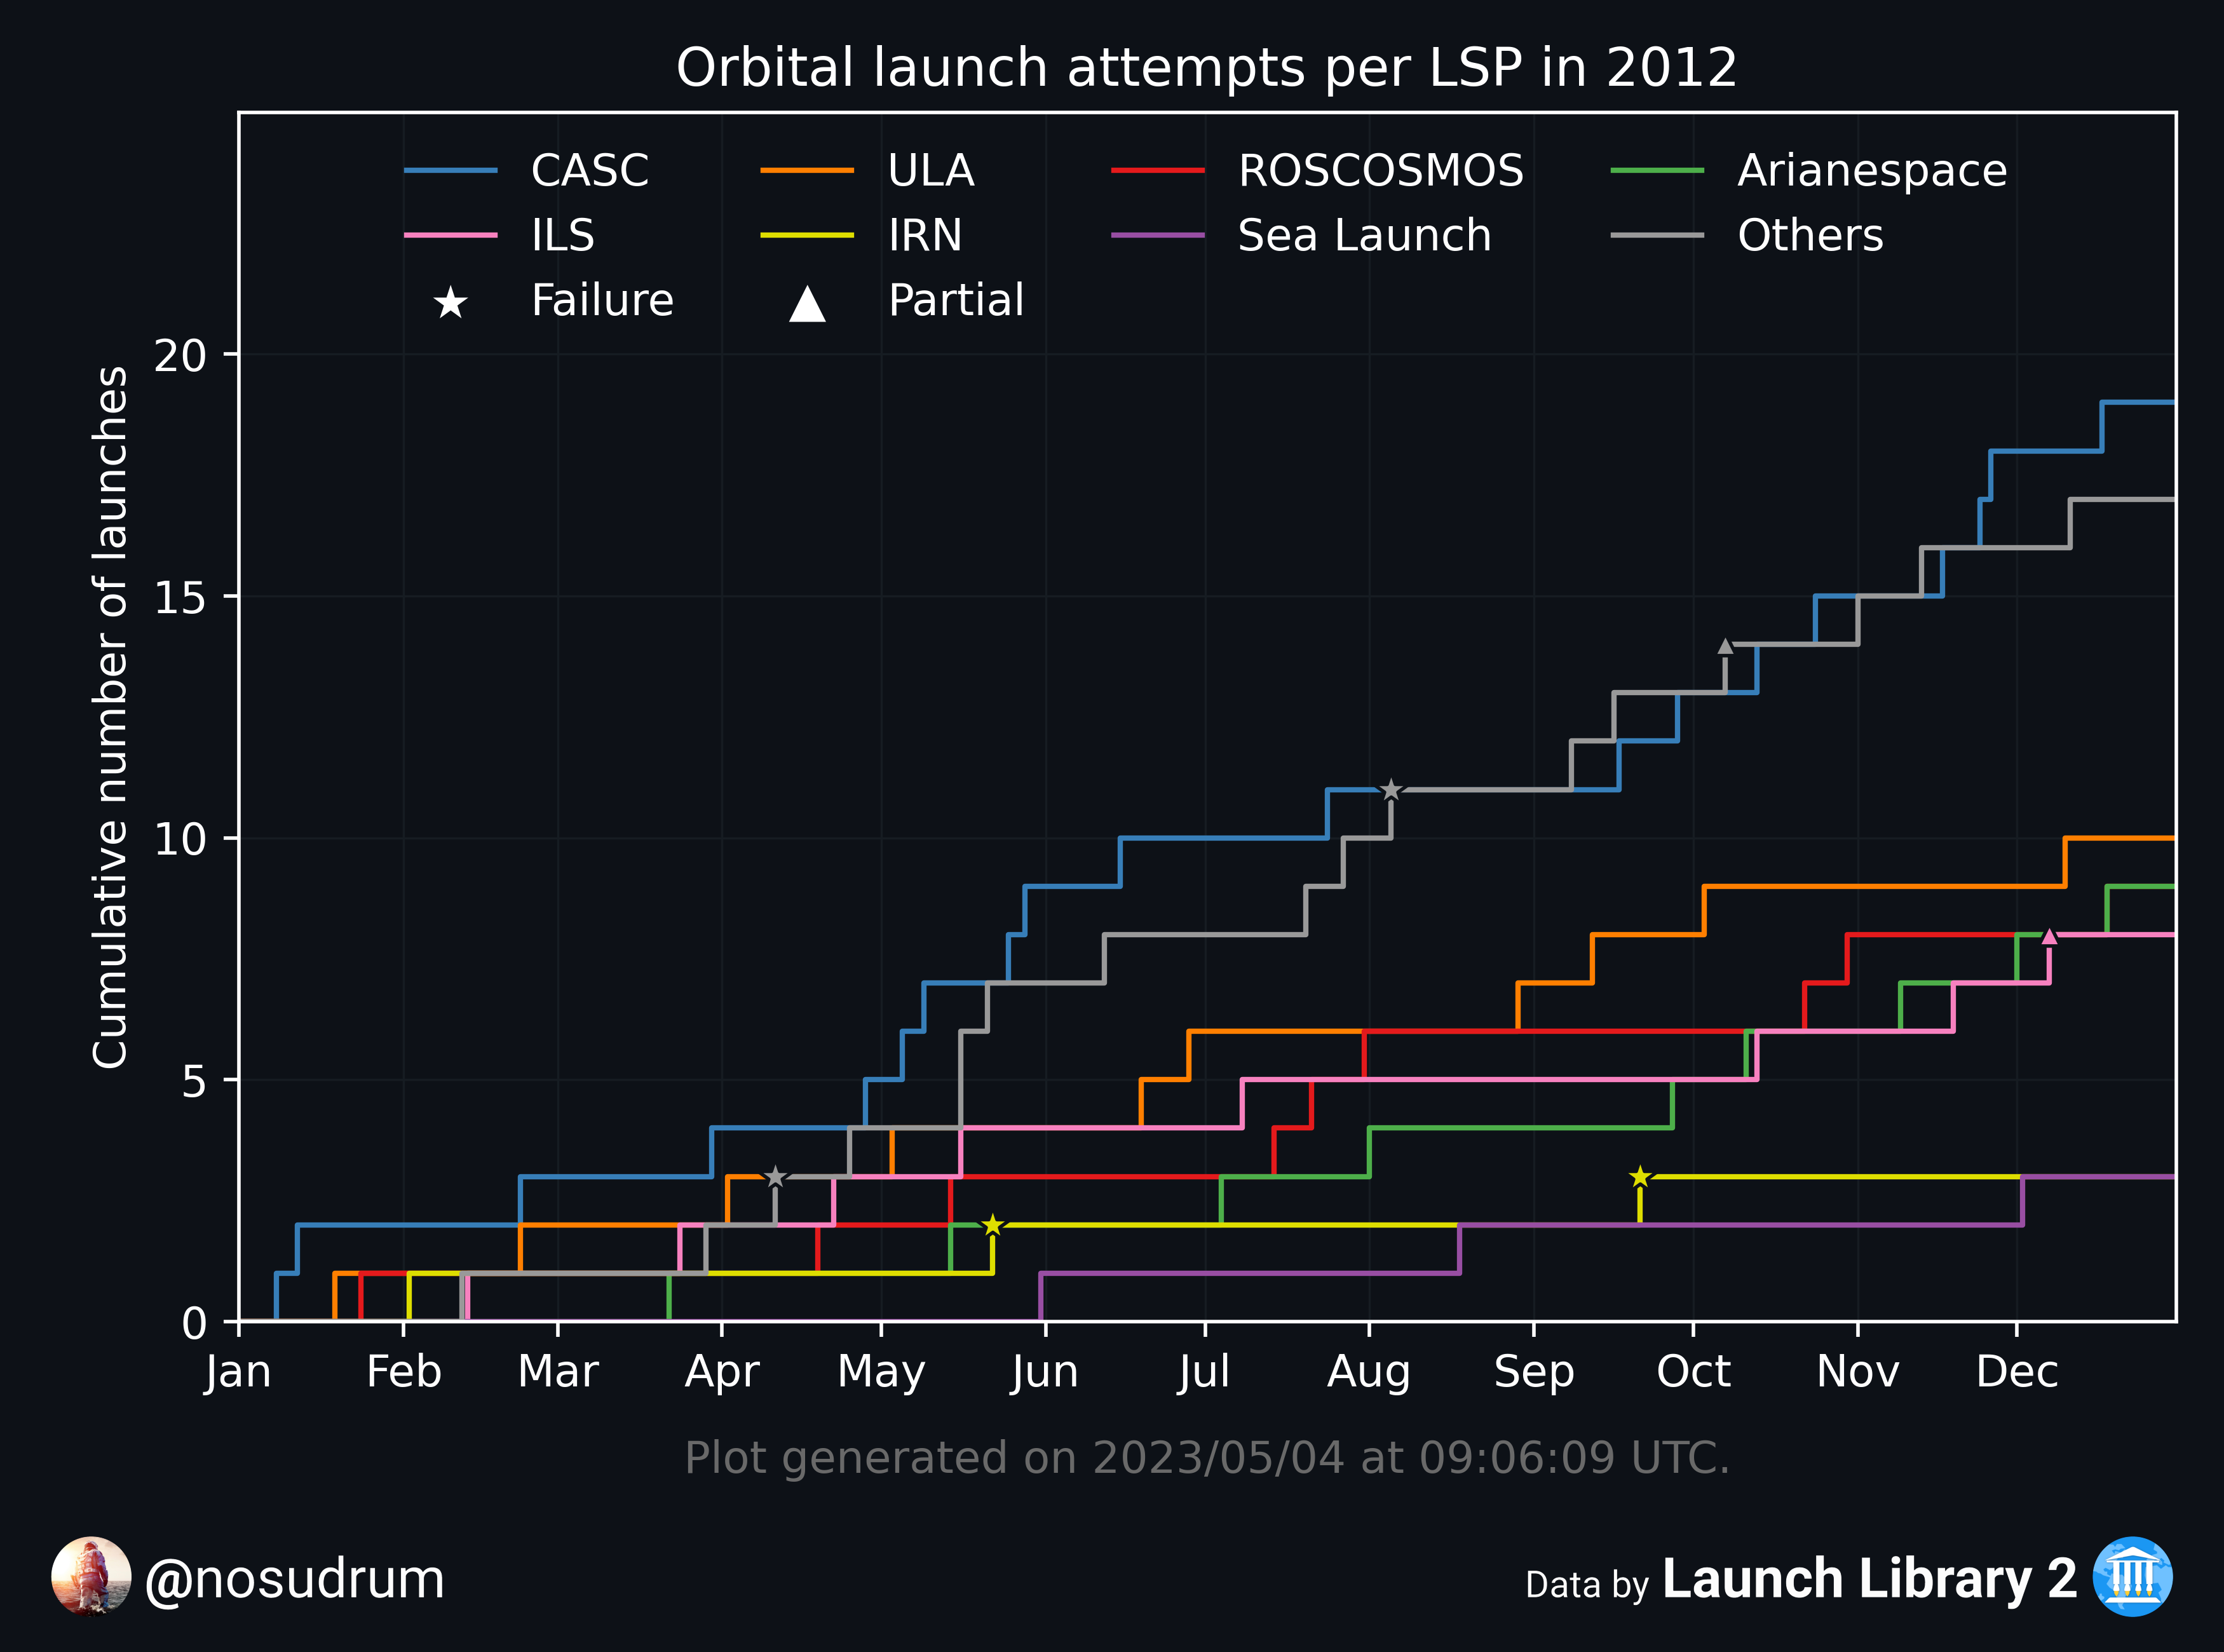 Orbital launch attempts per LSP in 2012
CASC ULA ROSCOSMOS Arianespace
ILS IRN Sea Launch Others
Failure Partial
Cumulative number of launches
20
15
10
5
0
Jan Feb Mar Apr May Jun Jul Aug Sep Oct Nov Dec
Plot generated on 2023/05/04 at 09:06:09 UTC.
@nosudrum
Data by Launch Library 2